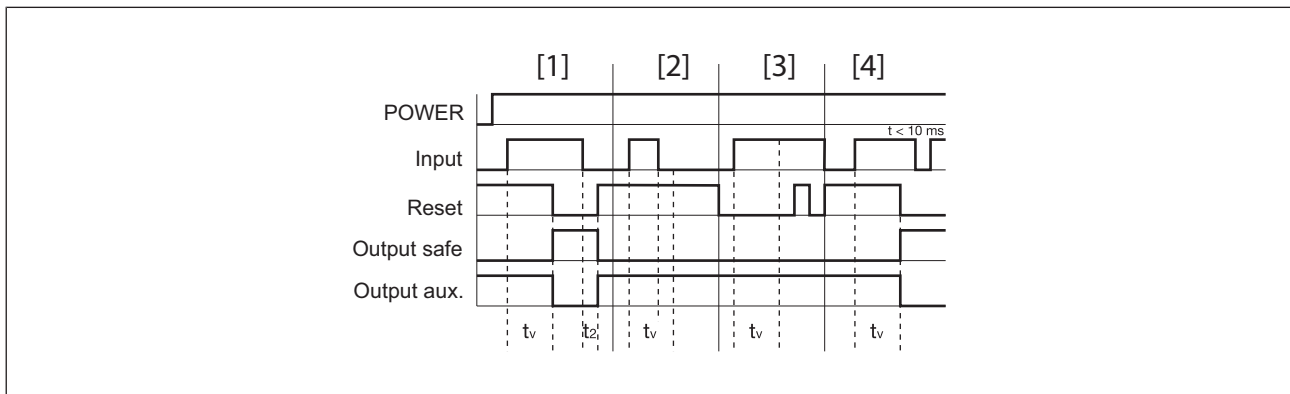 [1] [2] [3] [4]
POWER
t < 10 ms
Input
Reset
Output safe
Output aux.
tv t2 tv tv tv